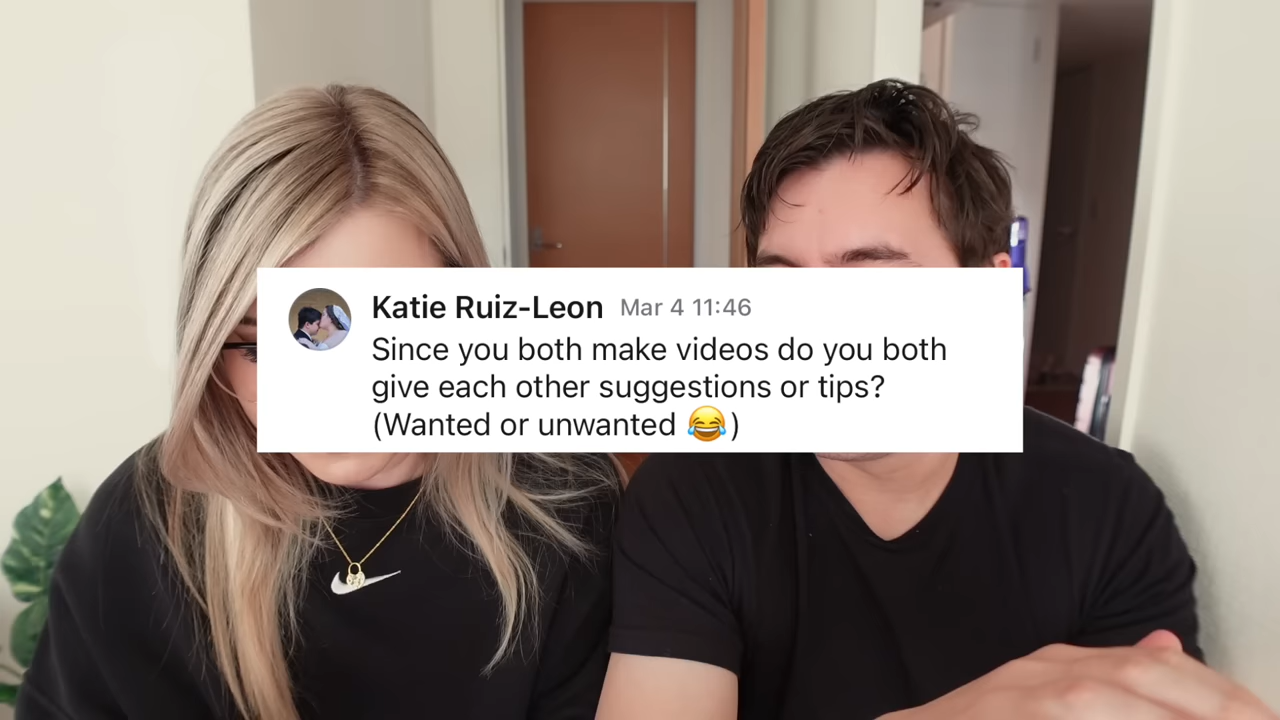 Katie Ruiz-Leon Mar 4 11:46
Since you both make videos do you both
give each other suggestions or tips?
(Wanted or unwanted 😂)